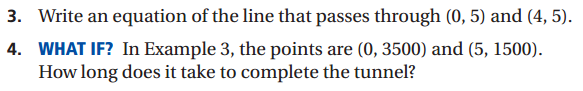 3. Write an equation of the line that passes through (0, 5) and (4, 5).
4. WHAT IF? In Example 3, the points are (0, 3500) and (5, 1500).
How long does it take to complete the tunnel?